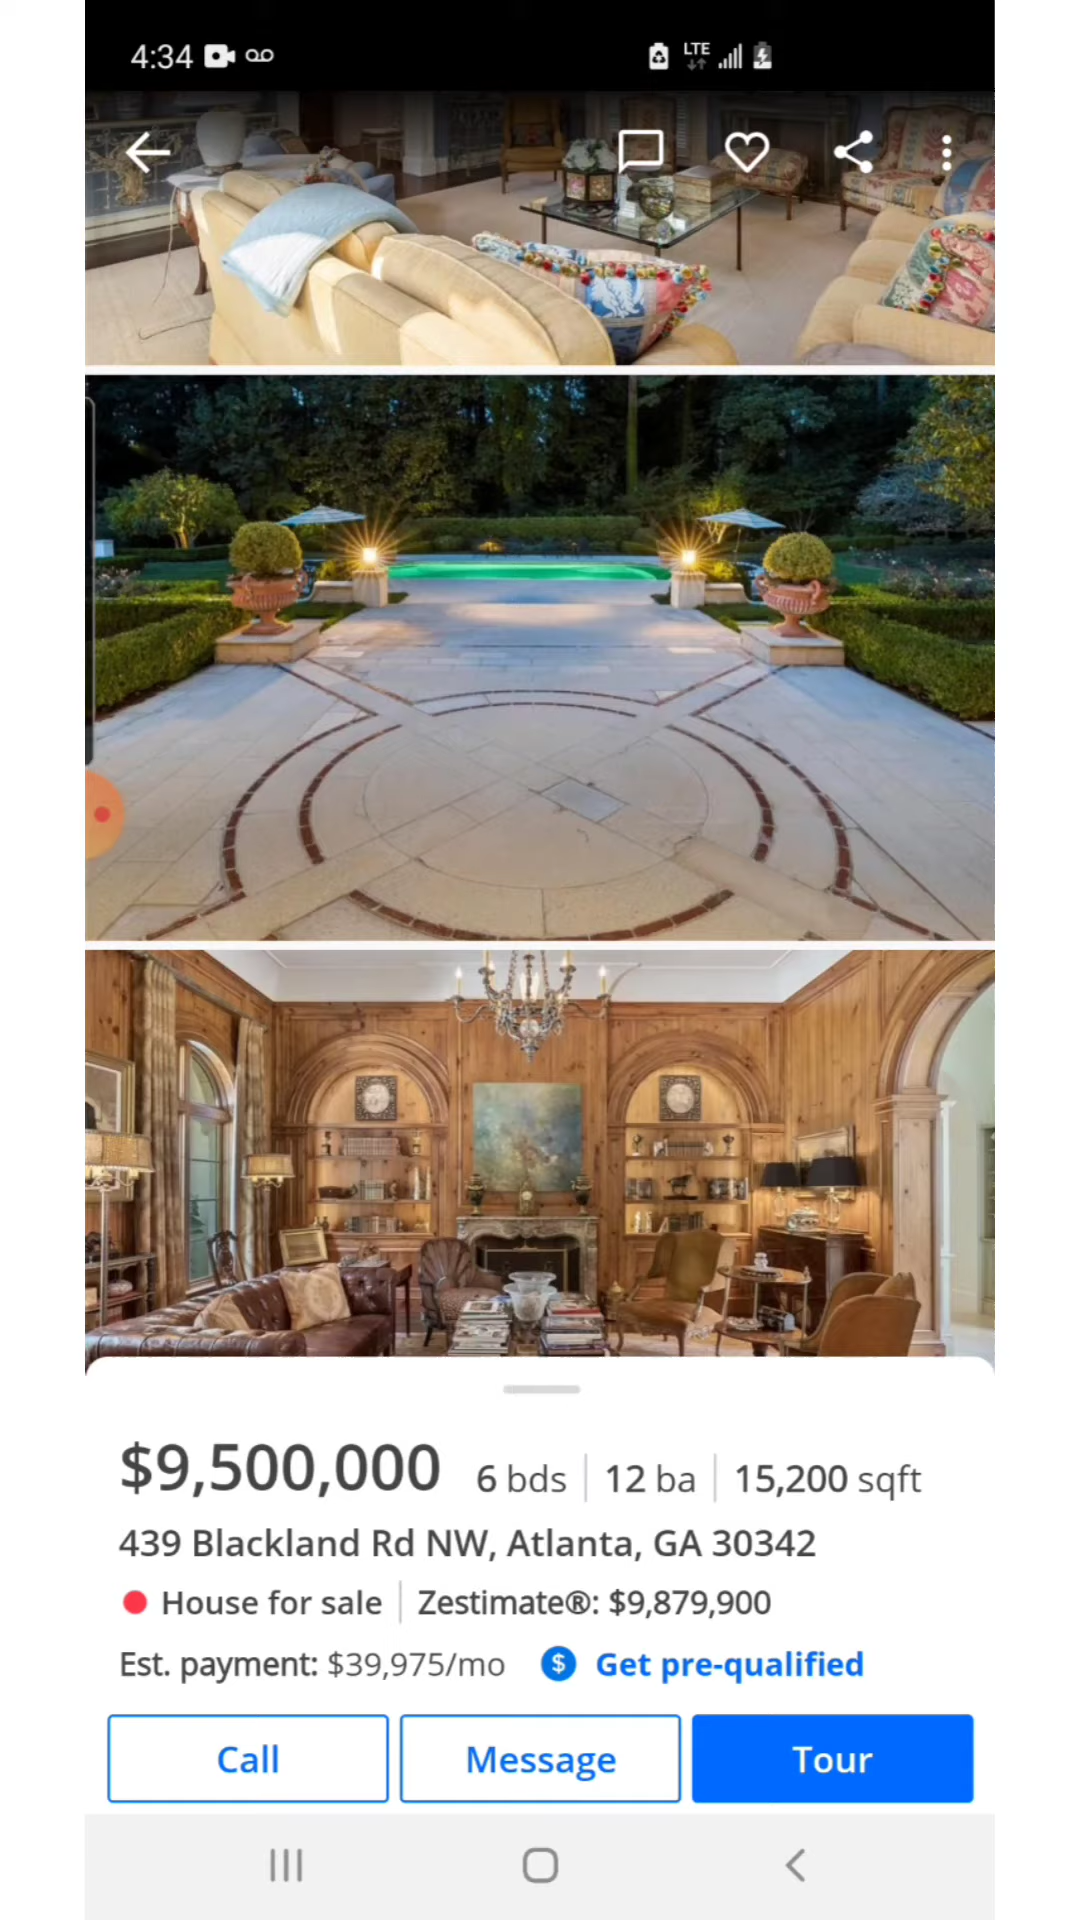 4:34
LTE
$9,500,000 6 bds 12 ba 15,200 sqft
439 Blackland Rd NW, Atlanta, GA 30342
House for sale Zestimate®: $9,879,900
Est. payment: $39,975/mo $ Get pre-qualified
Call Message Tour